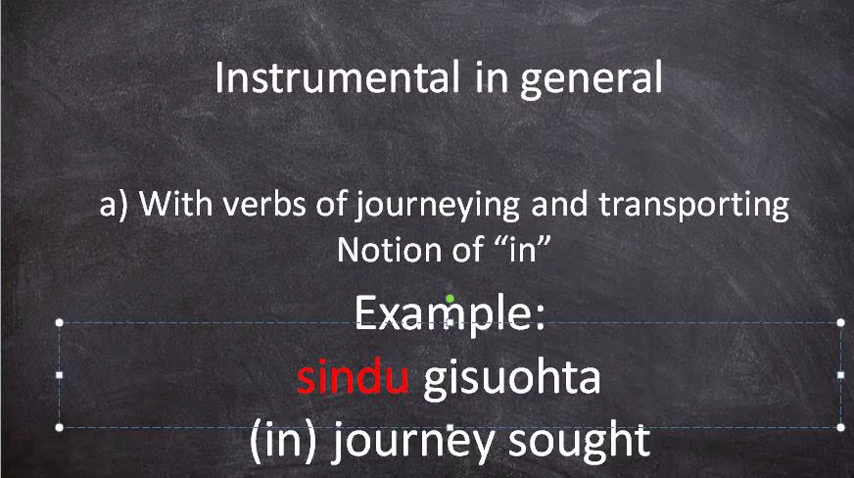 Instrumental in general
a) With verbs of journeying and transporting
Notion of “in”
Example:
sindu gisuohta
(in) journey sought